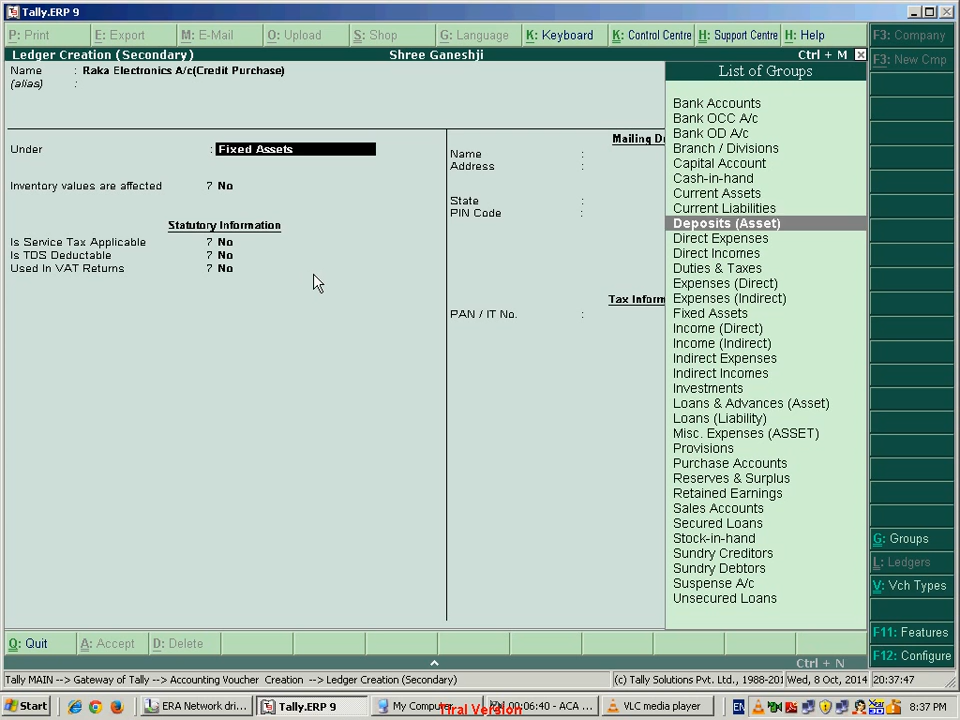 Tally.ERP 9
P: Print E: Export M: E-Mail O: Upload S: Shop G: Language K: Keyboard K: Control Centre H: Support Centre H: Help F3: Company
F3: New Cmp
Ledger Creation (Secondary) Shree Ganeshji Ctrl + M
Name : Raka Electronics A/c(Credit Purchase)
(alias) :
Under : Fixed Assets
Inventory values are affected ? No
Statutory Information
Is Service Tax Applicable ? No
Is TDS Deductable ? No
Used In VAT Returns ? No
Mailing De
Name :
Address :
State :
PIN Code :
Tax Inform
PAN / IT No. :
List of Groups
Bank Accounts
Bank OCC A/c
Bank OD A/c
Branch / Divisions
Capital Account
Cash-in-hand
Current Assets
Current Liabilities
Deposits (Asset)
Direct Expenses
Direct Incomes
Duties & Taxes
Expenses (Direct)
Expenses (Indirect)
Fixed Assets
Income (Direct)
Income (Indirect)
Indirect Expenses
Indirect Incomes
Investments
Loans & Advances (Asset)
Loans (Liability)
Misc. Expenses (ASSET)
Provisions
Purchase Accounts
Reserves & Surplus
Retained Earnings
Sales Accounts
Secured Loans
Stock-in-hand
Sundry Creditors
Sundry Debtors
Suspense A/c
Unsecured Loans
G: Groups
L: Ledgers
V: Vch Types
F11: Features
F12: Configure
Q: Quit A: Accept D: Delete
Ctrl + N
Tally MAIN --> Gateway of Tally --> Accounting Voucher Creation --> Ledger Creation (Secondary) (c) Tally Solutions Pvt. Ltd., 1988-201 Wed, 8 Oct, 2014 20:37:47
Start ERA Network dri... Tally.ERP 9 My Compute 00:06:40 - ACA ... VLC media player EN 8:37 PM
Tiral Version